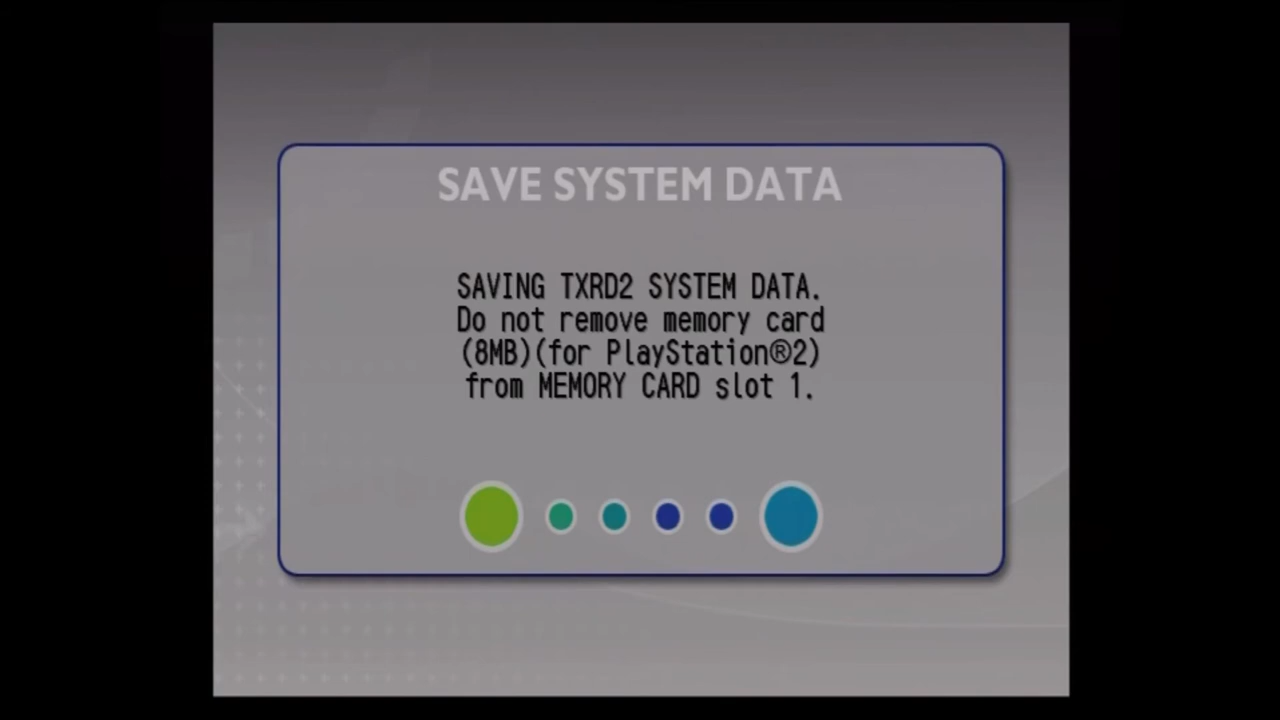 SAVE SYSTEM DATA
SAVING TXRD2 SYSTEM DATA.
Do not remove memory card
(8MB)(for PlayStation®2)
from MEMORY CARD slot 1.